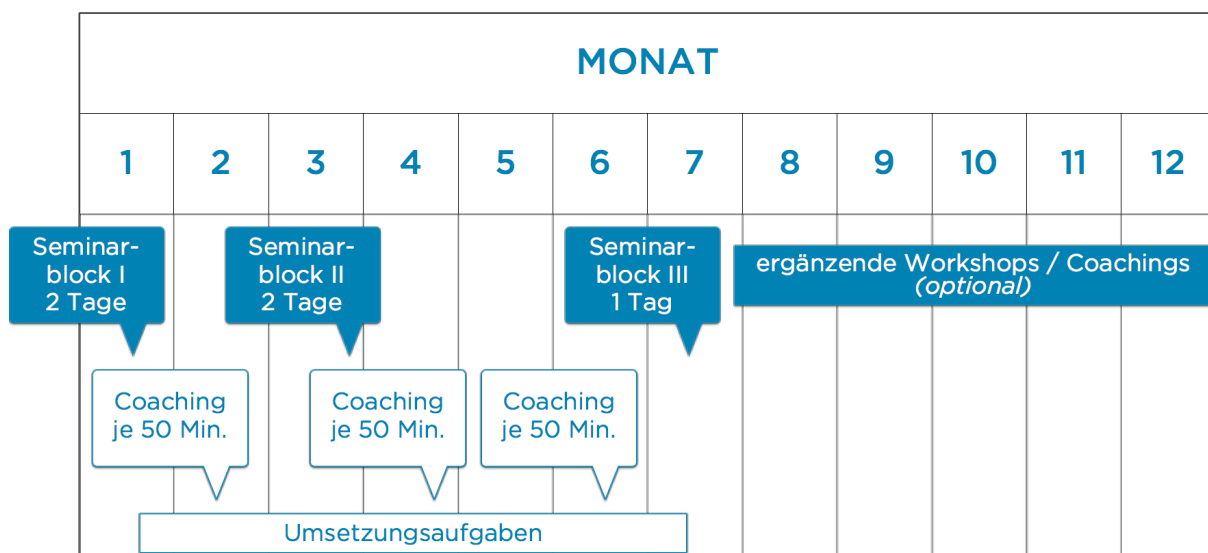 MONAT
1 2 3 4 5 6 7 8 9 10 11 12
Seminar-
block I
2 Tage
Seminar-
block II
2 Tage
Seminar-
block III
1 Tag
ergänzende Workshops / Coachings
(optional)
Coaching
je 50 Min.
Coaching
je 50 Min.
Coaching
je 50 Min.
Umsetzungsaufgaben